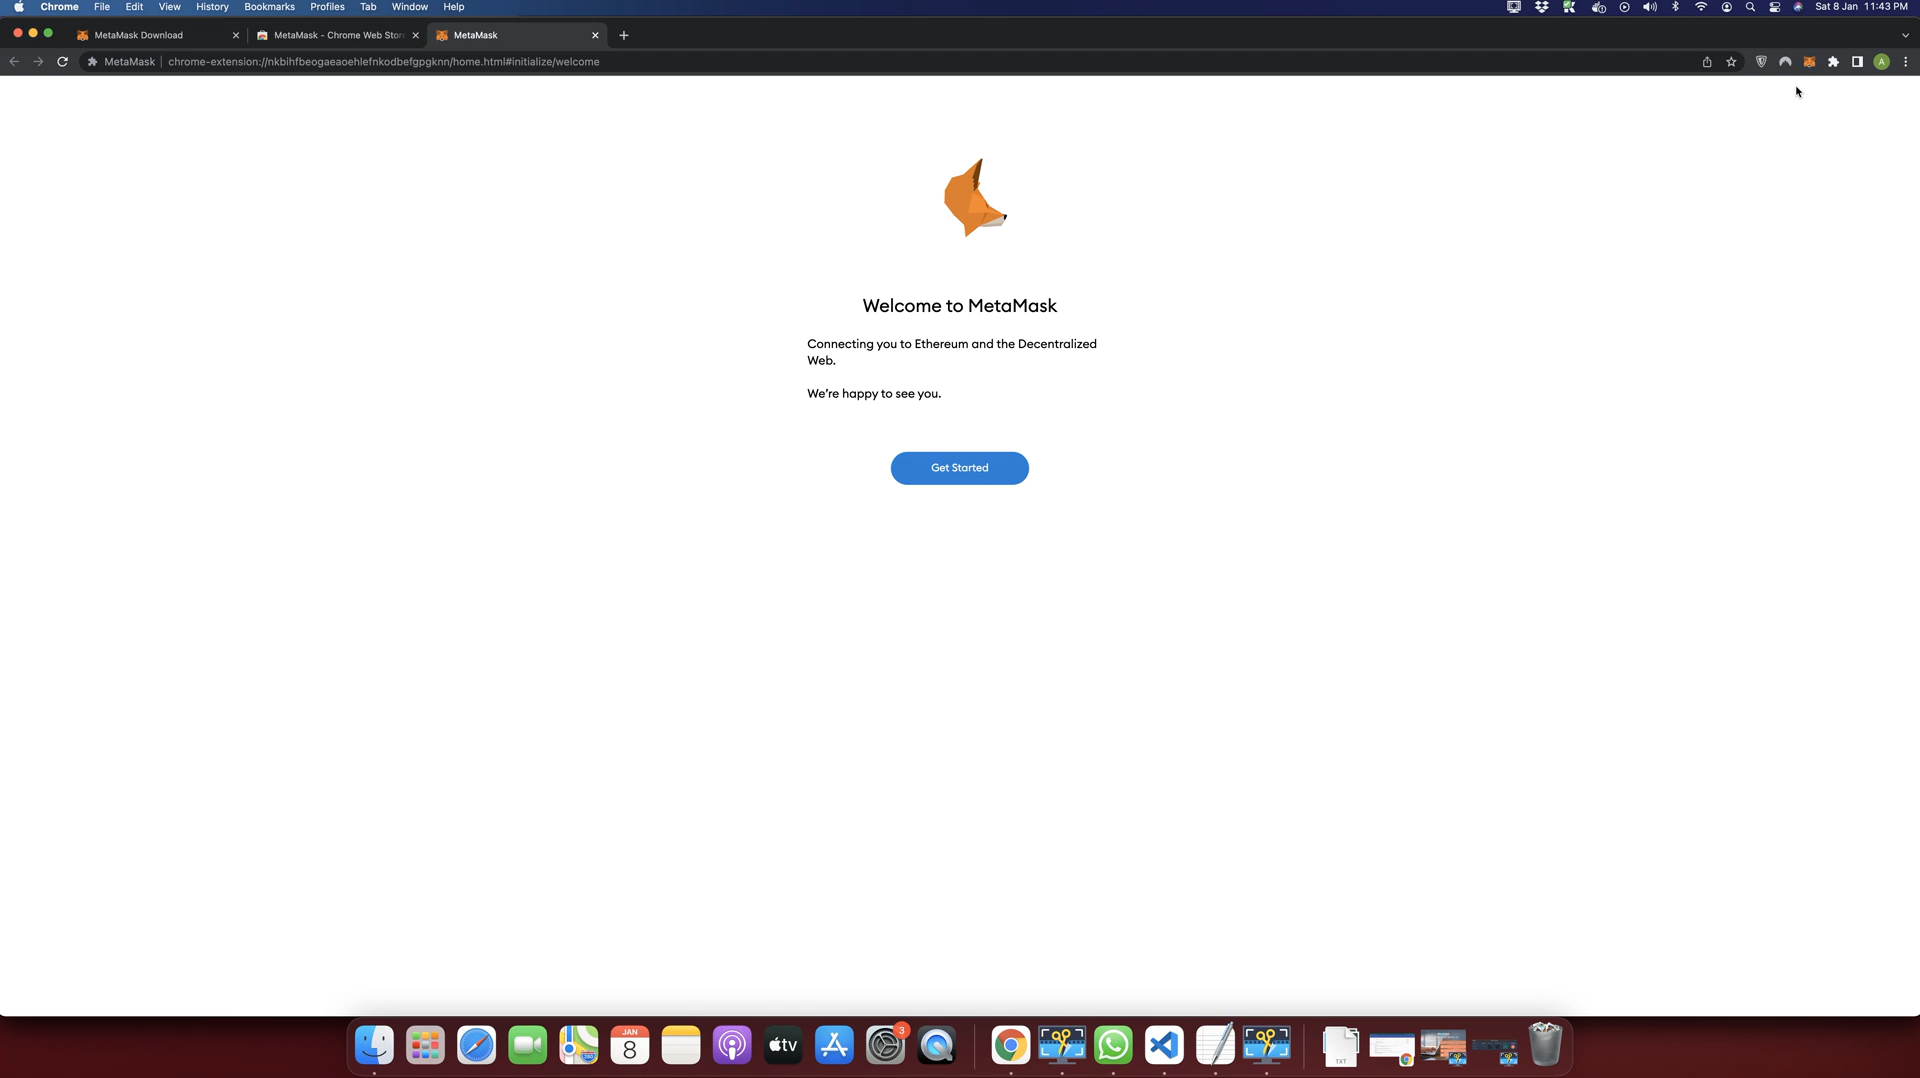 Chrome File Edit View History Bookmarks Profiles Tab Window Help Sat 8 Jan 11:43 PM
MetaMask Download MetaMask - Chrome Web Stor MetaMask
MetaMask chrome-extension://nkbihfbeogaeaoehlefnkodbefgpgknn/home.html#initialize/welcome A
Welcome to MetaMask
Connecting you to Ethereum and the Decentralized
Web.
We're happy to see you.
Get Started
JAN
8
tv
3
TXT